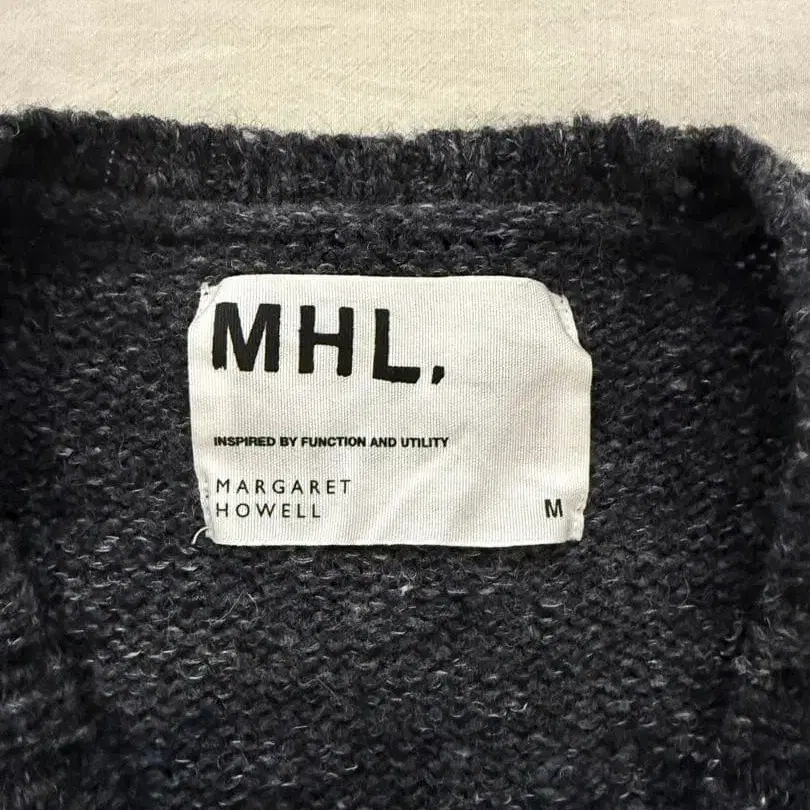 MHL.
INSPIRED BY FUNCTION AND UTILITY
MARGARET
HOWELL
M